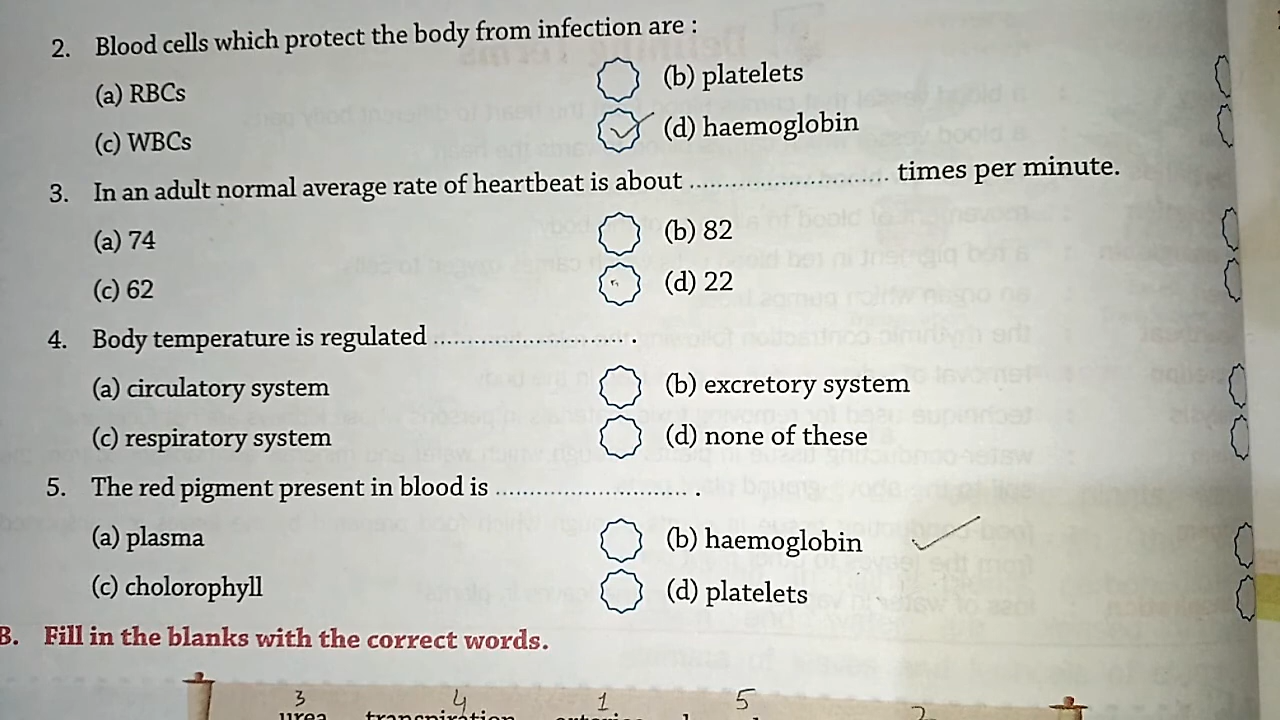 2. Blood cells which protect the body from infection are :
(a) RBCs (b) platelets
(c) WBCs (d) haemoglobin
3. In an adult normal average rate of heartbeat is about ........................ times per minute.
(a) 74 (b) 82
(c) 62 (d) 22
4. Body temperature is regulated ........................ .
(a) circulatory system (b) excretory system
(c) respiratory system (d) none of these
5. The red pigment present in blood is ........................ .
(a) plasma (b) haemoglobin
(c) cholorophyll (d) platelets
B. Fill in the blanks with the correct words.
3 4 1 5 2
urea transpiration